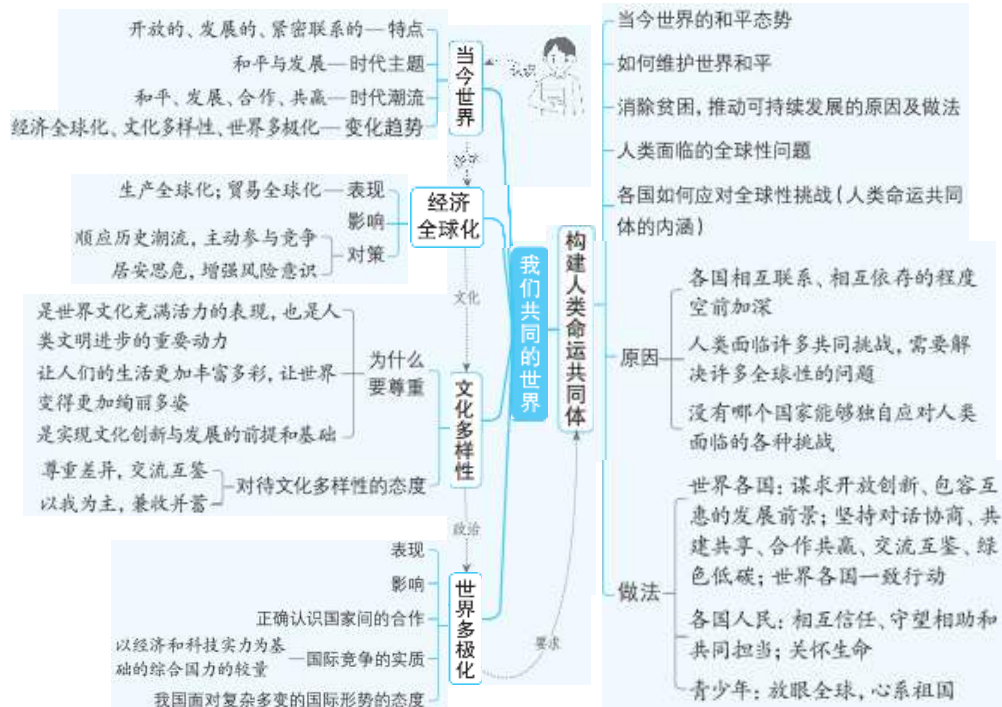 开放的、发展的、紧密联系的—特点
和平与发展—时代主题
和平、发展、合作、共赢—时代潮流
经济全球化、文化多样性、世界多极化—变化趋势
当今世界
认识
经济
全球化
生产全球化；贸易全球化—表现
影响
顺应历史潮流，主动参与竞争
居安思危，增强风险意识
对策
文化
是世界文化充满活力的表现，也是人
类文明进步的重要动力
让人们的生活更加丰富多彩，让世界
变得更加绚丽多姿
是实现文化创新与发展的前提和基础
为什么
要尊重
尊重差异，交流互鉴
以我为主，兼收并蓄
对待文化多样性的态度
文化多样性
政治
表现
影响
正确认识国家间的合作
以经济和科技实力为基
础的综合国力的较量
国际竞争的实质
我国面对复杂多变的国际形势的态度
世界多极化
要求
我们共同的世界
构建人类命运共同体
当今世界的和平态势
如何维护世界和平
消除贫困，推动可持续发展的原因及做法
人类面临的全球性问题
各国如何应对全球性挑战（人类命运共同
体的内涵）
原因
各国相互联系、相互依存的程度
空前加深
人类面临许多共同挑战，需要解
决许多全球性的问题
没有哪个国家能够独自应对人类
面临的各种挑战
做法
世界各国：谋求开放创新、包容互
惠的发展前景；坚持对话协商、共
建共享、合作共赢、交流互鉴、绿
色低碳；世界各国一致行动
各国人民：相互信任、守望相助和
共同担当；关怀生命
青少年：放眼全球，心系祖国